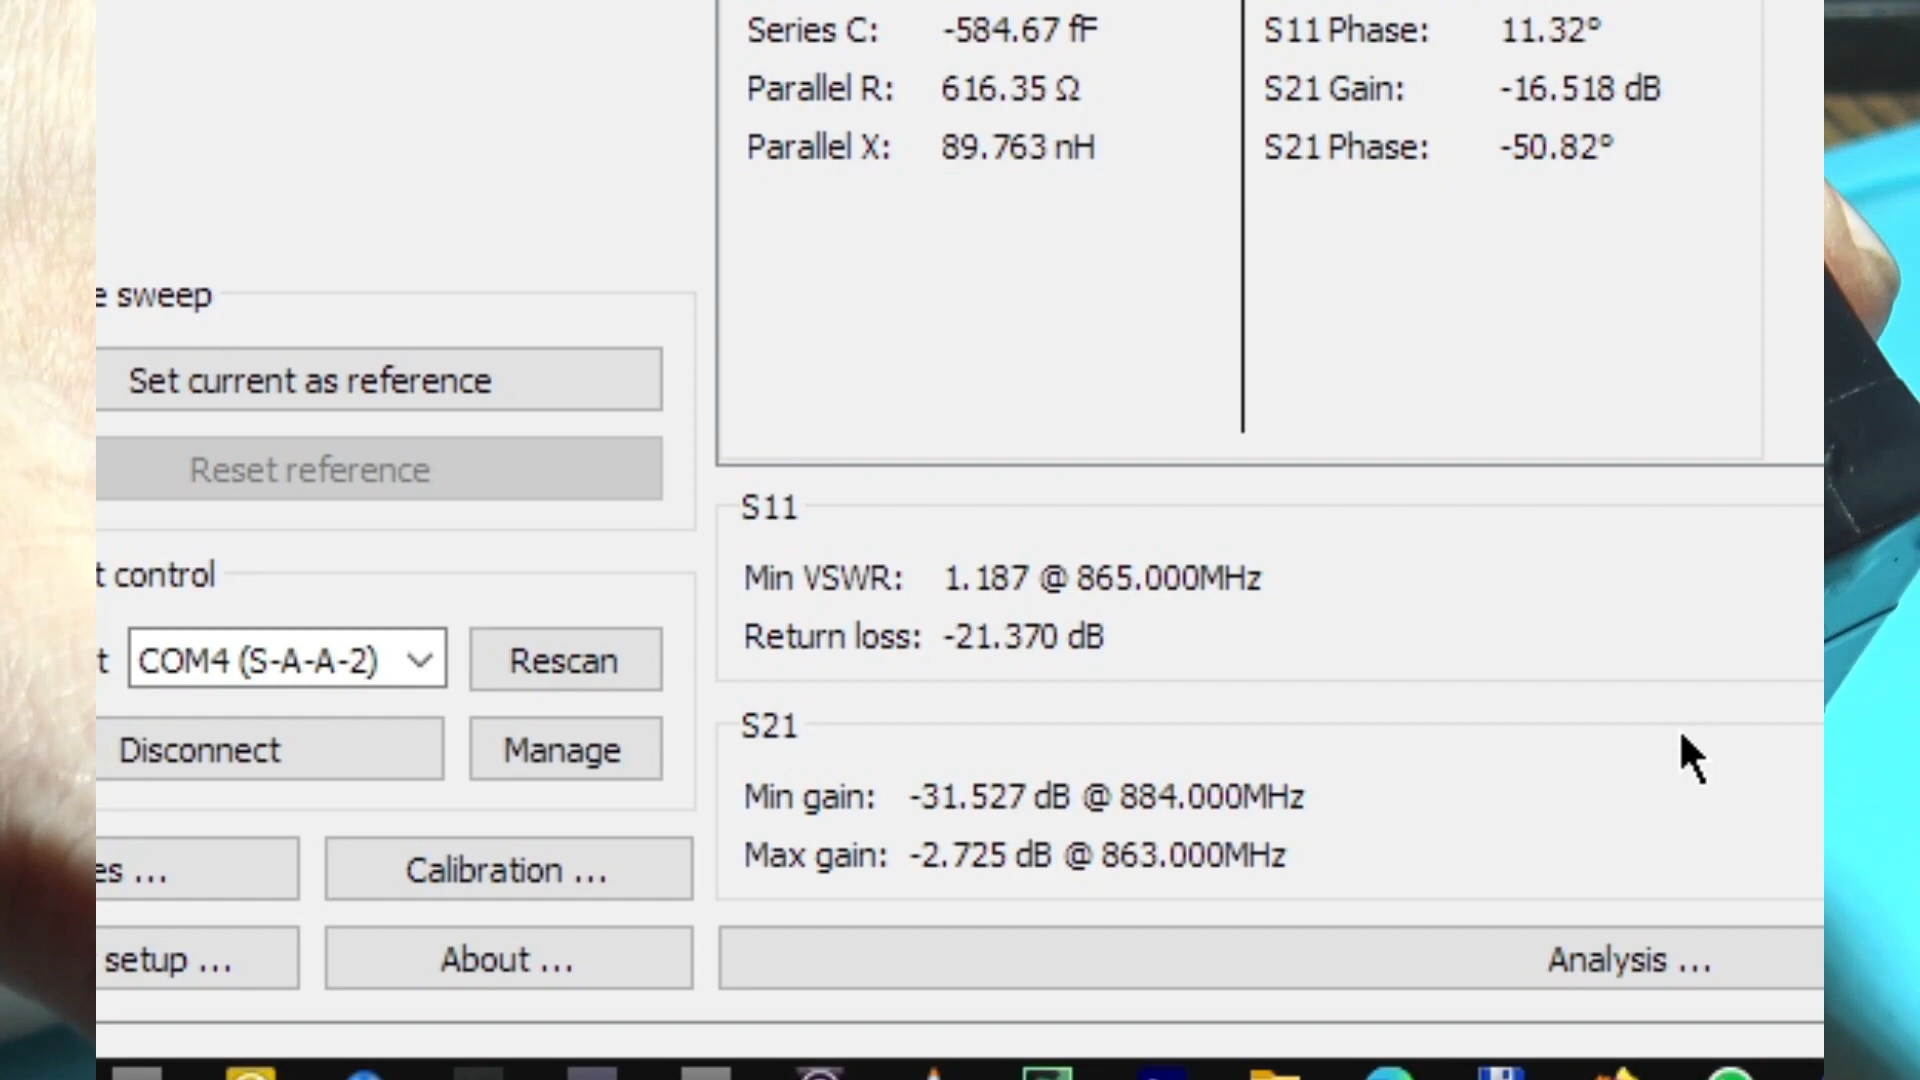 Series C: -584.67 fF
Parallel R: 616.35 Ω
Parallel X: 89.763 nH
S11 Phase: 11.32°
S21 Gain: -16.518 dB
S21 Phase: -50.82°
e sweep
Set current as reference
Reset reference
t control
t COM4 (S-A-A-2) Rescan
Disconnect Manage
es ... Calibration ...
setup ... About ...
S11
Min VSWR: 1.187 @ 865.000MHz
Return loss: -21.370 dB
S21
Min gain: -31.527 dB @ 884.000MHz
Max gain: -2.725 dB @ 863.000MHz
Analysis ...